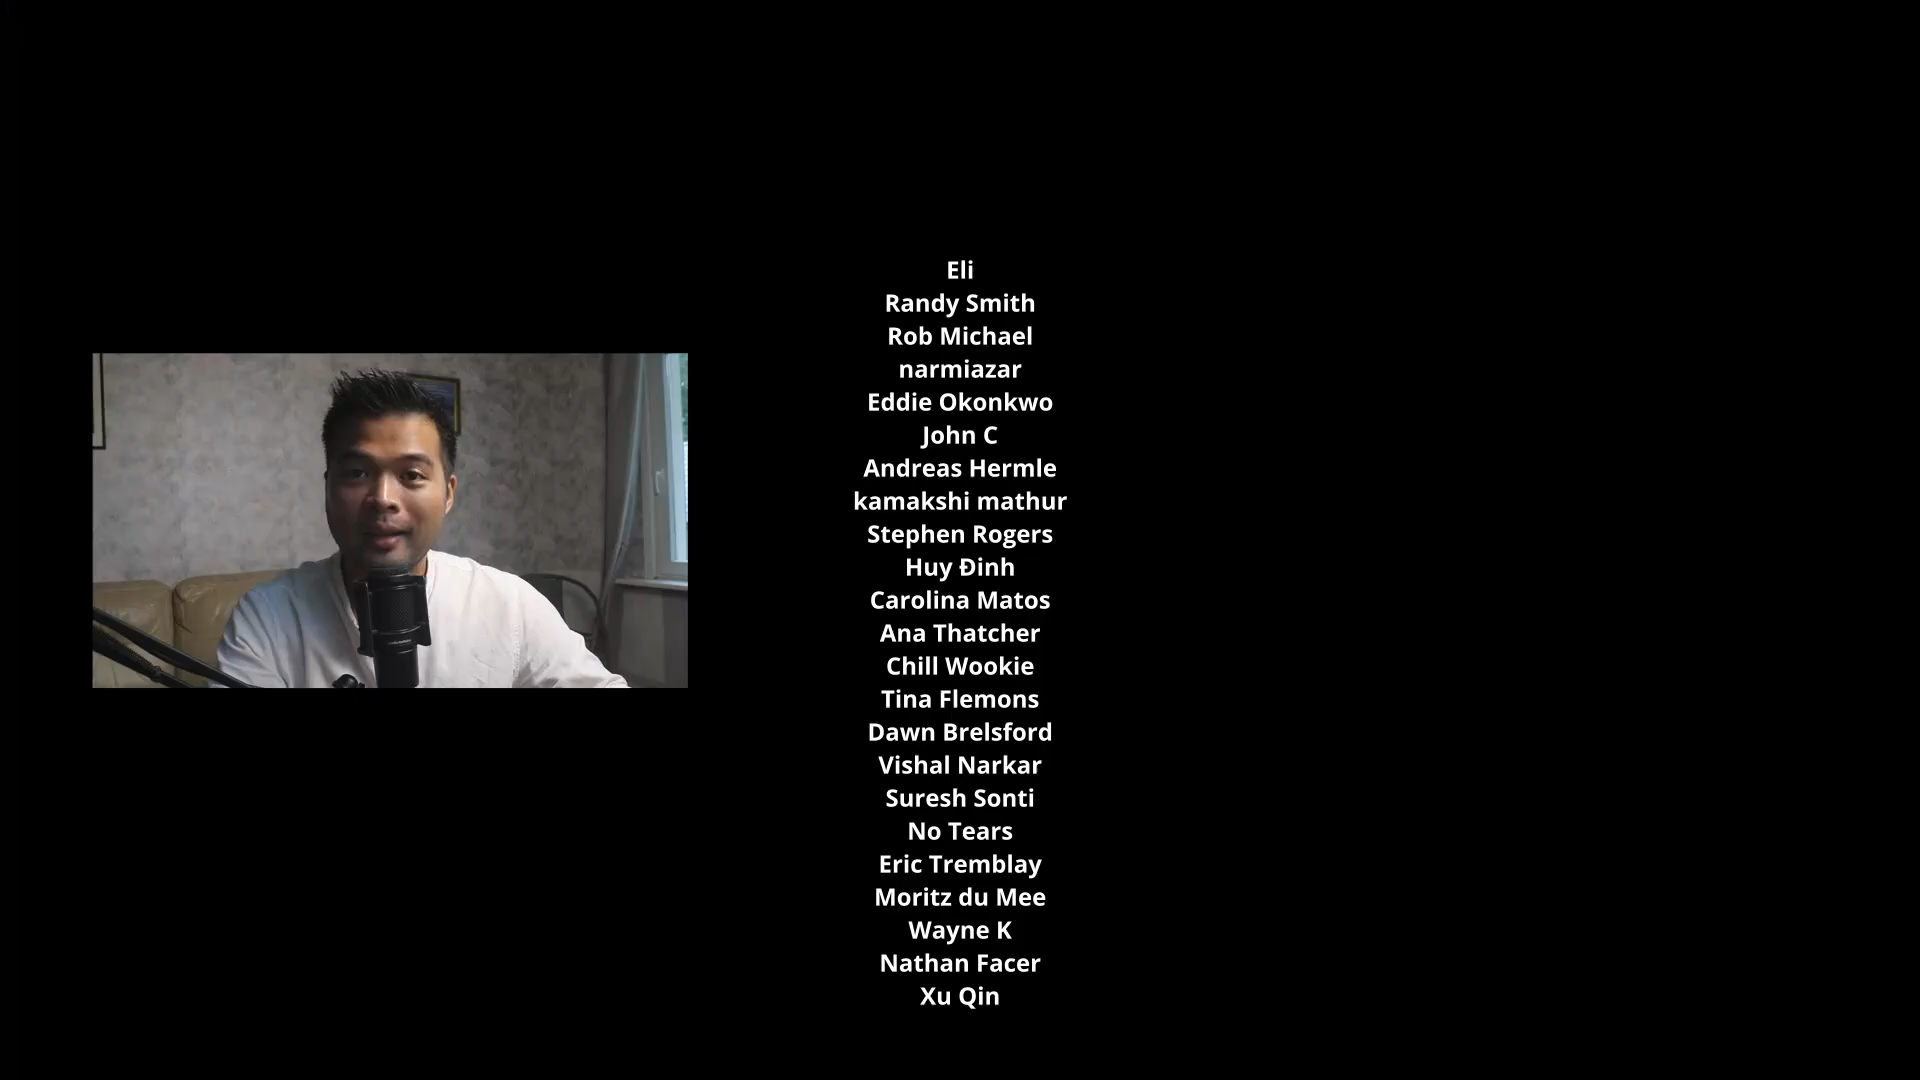 Eli
Randy Smith
Rob Michael
narmiazar
Eddie Okonkwo
John C
Andreas Hermle
kamakshi mathur
Stephen Rogers
Huy Đinh
Carolina Matos
Ana Thatcher
Chill Wookie
Tina Flemons
Dawn Brelsford
Vishal Narkar
Suresh Sonti
No Tears
Eric Tremblay
Moritz du Mee
Wayne K
Nathan Facer
Xu Qin